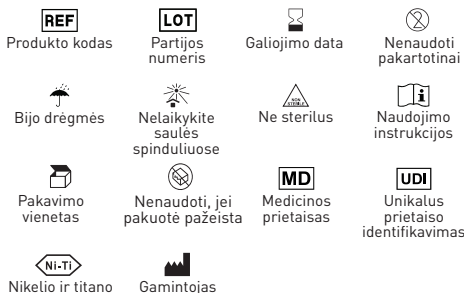 REF
LOT
Produkto kodas
Partijos
numeris
Galiojimo data
Nenaudoti
pakartotinai
NON
STERILE
Bijo drėgmės
Nelaikykite
saulės
spinduliuose
Ne sterilus
Naudojimo
instrukcijos
MD
UDI
Pakavimo
vienetas
Nenaudoti, jei
pakuotė pažeista
Medicinos
prietaisas
Unikalus
prietaiso
identifikavimas
Ni-Ti
Nikelio ir titano
Gamintojas